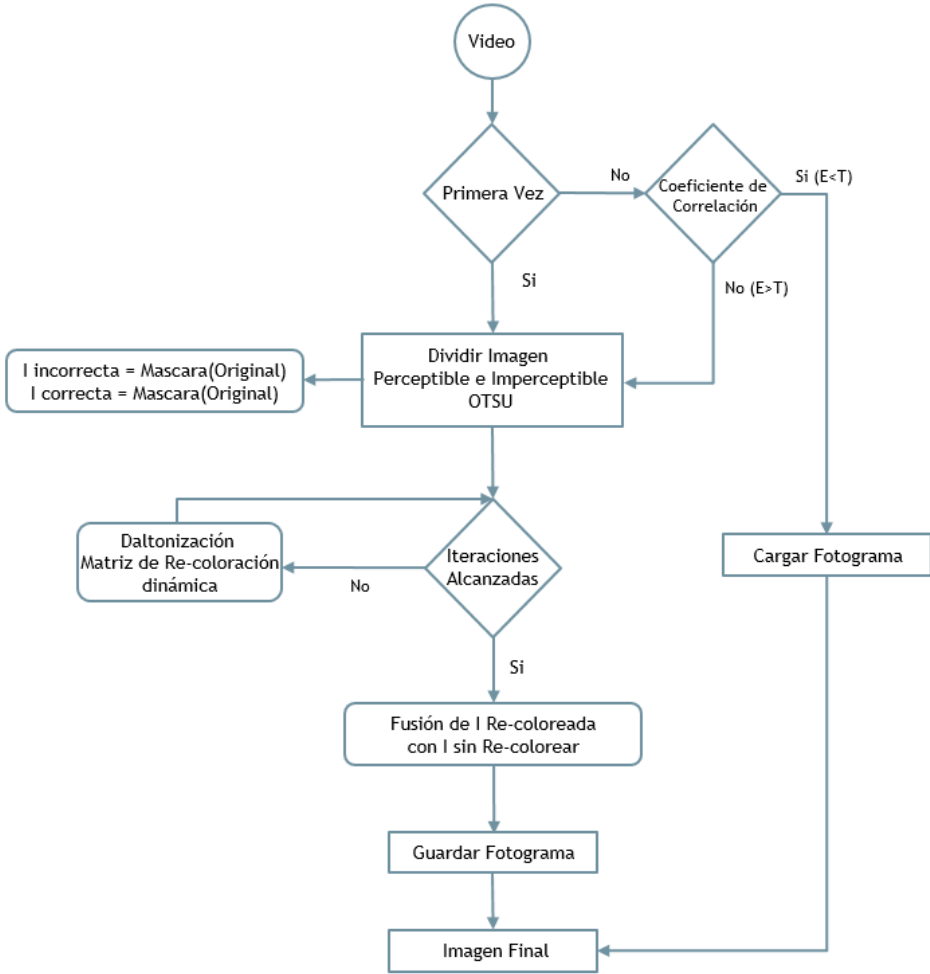 Video
Primera Vez
No
Coeficiente de
Correlación
Si (E<T)
Si
No (E>T)
Dividir Imagen
Perceptible e Imperceptible
OTSU
I incorrecta = Mascara(Original)
I correcta = Mascara(Original)
Daltonización
Matriz de Re-coloración
dinámica
No
Iteraciones
Alcanzadas
Cargar Fotograma
Si
Fusión de I Re-coloreada
con I sin Re-colorear
Guardar Fotograma
Imagen Final